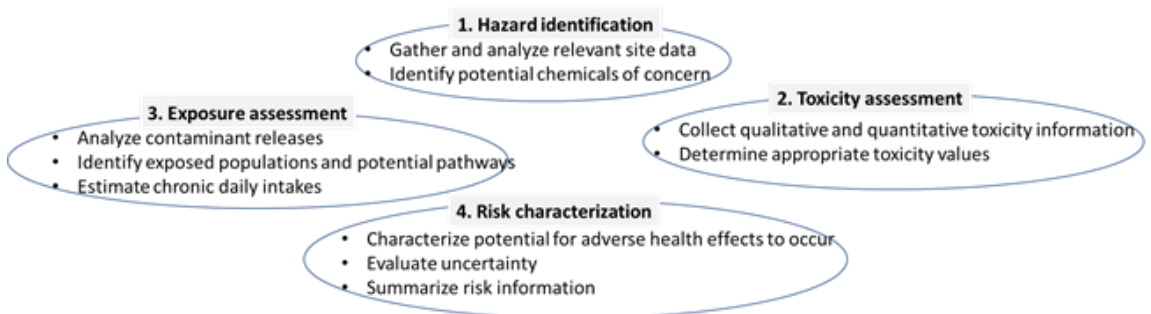 1. Hazard identification
• Gather and analyze relevant site data
• Identify potential chemicals of concern
2. Toxicity assessment
• Collect qualitative and quantitative toxicity information
• Determine appropriate toxicity values
3. Exposure assessment
• Analyze contaminant releases
• Identify exposed populations and potential pathways
• Estimate chronic daily intakes
4. Risk characterization
• Characterize potential for adverse health effects to occur
• Evaluate uncertainty
• Summarize risk information